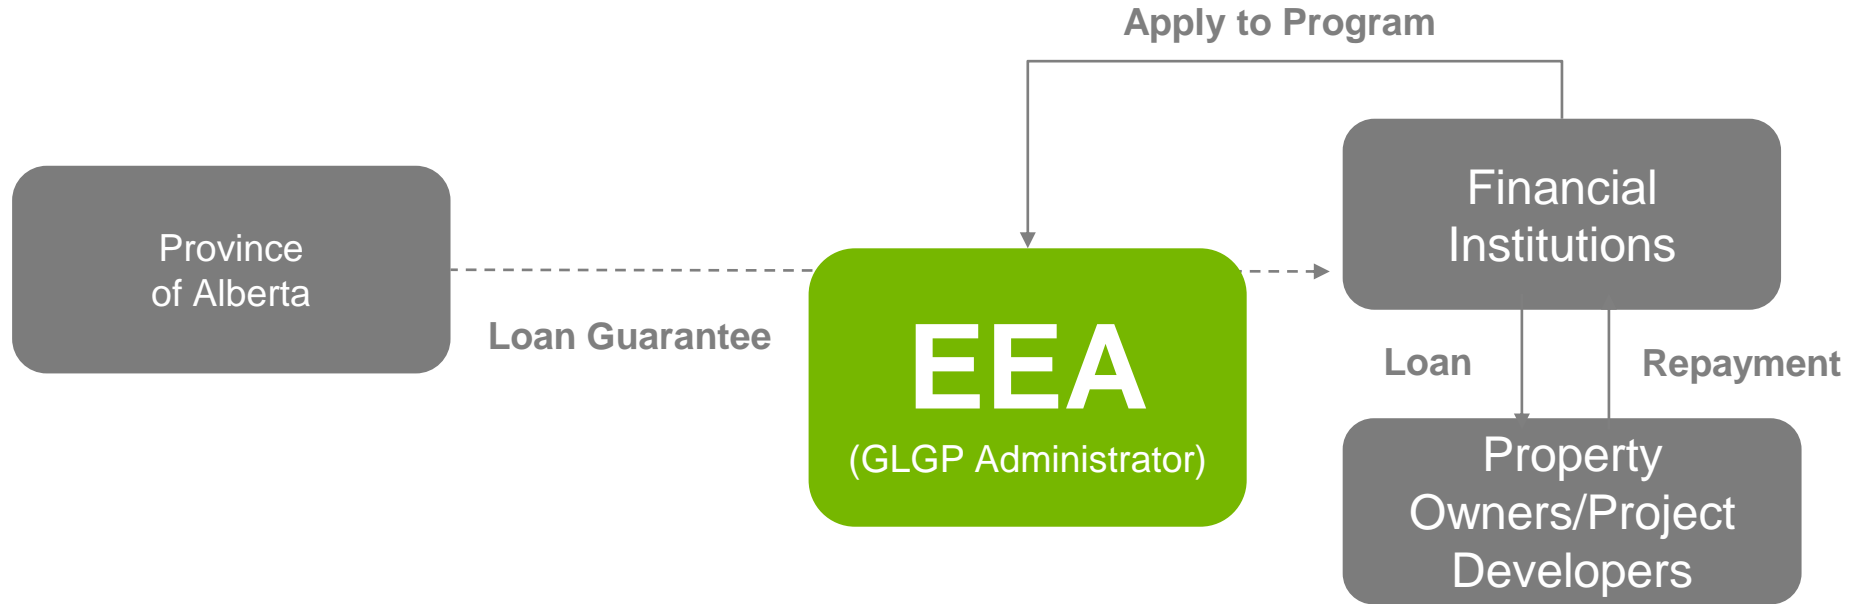 Apply to Program
Province
of Alberta
Loan Guarantee
EEA
(GLGP Administrator)
Financial
Institutions
Loan
Repayment
Property
Owners/Project
Developers